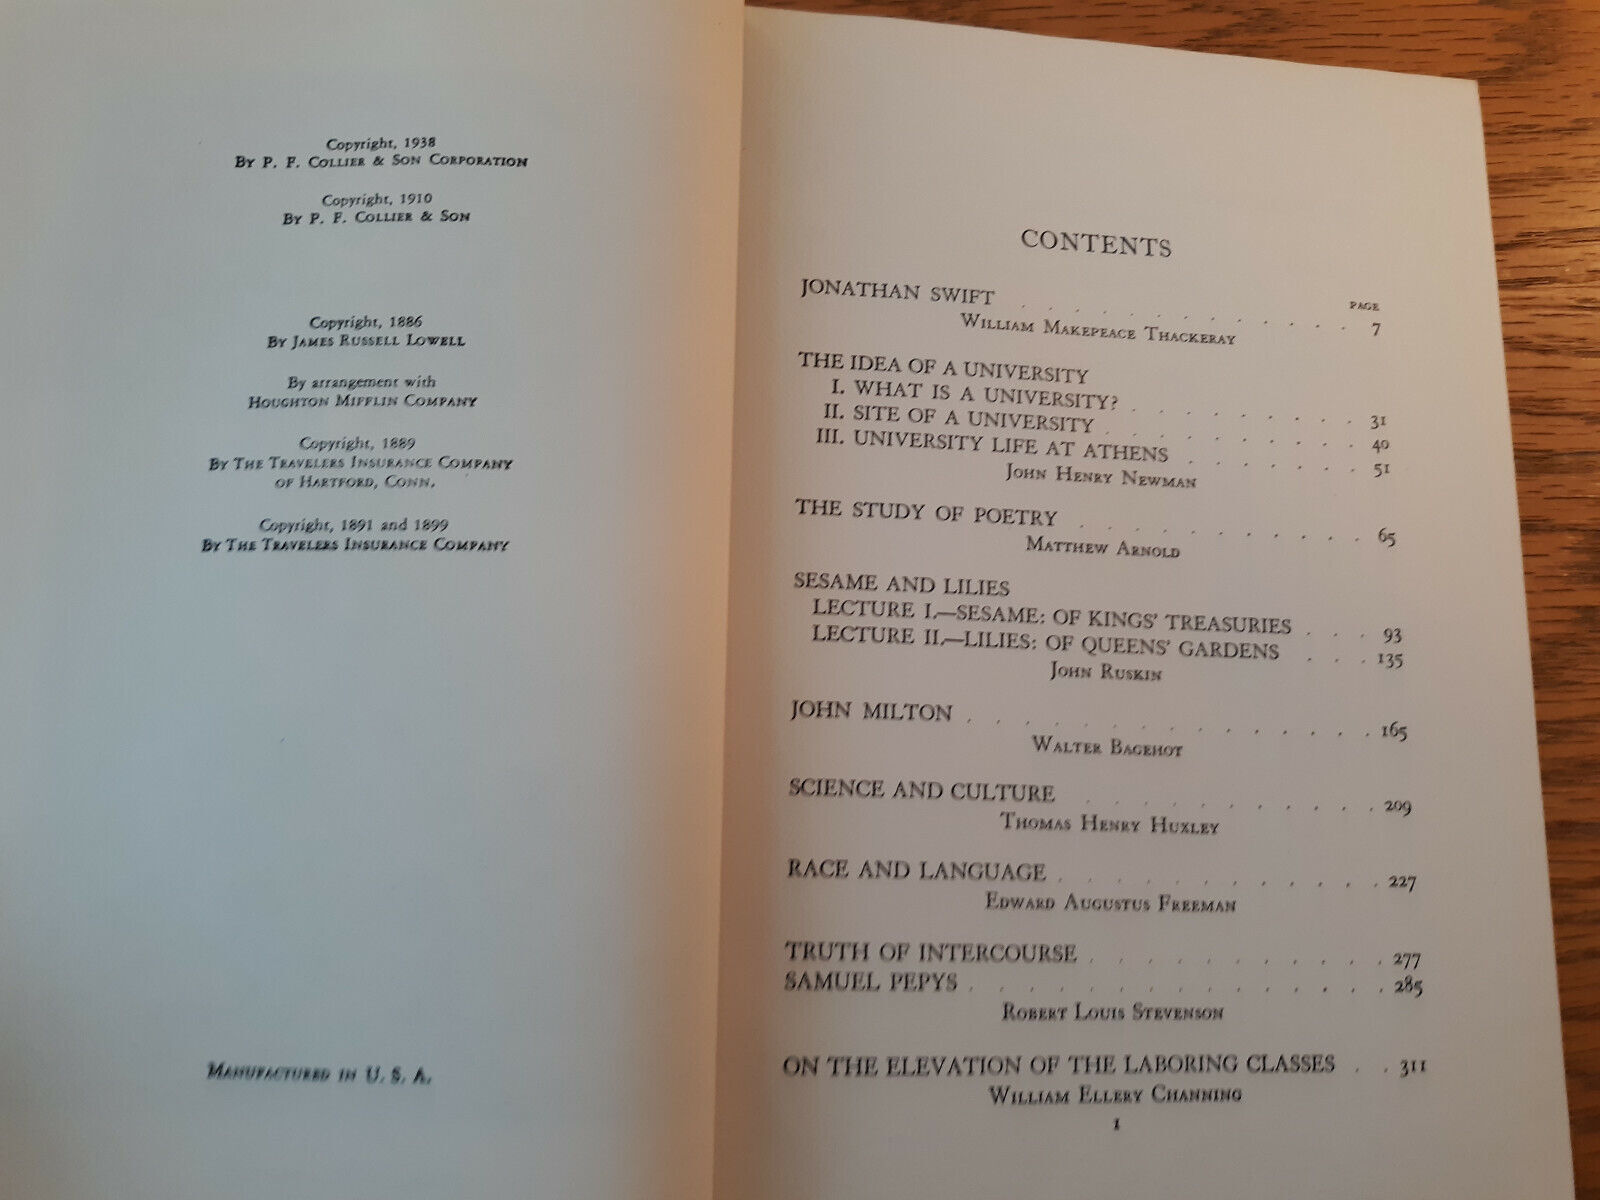 Copyright, 1938
By P. F. Collier & Son Corporation
Copyright, 1910
By P. F. Collier & Son
Copyright, 1886
By James Russell Lowell
By arrangement with
Houghton Mifflin Company
Copyright, 1889
By The Travelers Insurance Company
of Hartford, Conn.
Copyright, 1891 and 1899
By The Travelers Insurance Company
Manufactured in U. S. A.
CONTENTS
PAGE
JONATHAN SWIFT . . . . . . . . . . . . 7
William Makepeace Thackeray
THE IDEA OF A UNIVERSITY
I. WHAT IS A UNIVERSITY? . . . . . . . . 31
II. SITE OF A UNIVERSITY . . . . . . . . . 40
III. UNIVERSITY LIFE AT ATHENS . . . . . . 51
John Henry Newman
THE STUDY OF POETRY . . . . . . . . . . 65
Matthew Arnold
SESAME AND LILIES
LECTURE I.—SESAME: OF KINGS' TREASURIES . . . 93
LECTURE II.—LILIES: OF QUEENS' GARDENS . . . 135
John Ruskin
JOHN MILTON . . . . . . . . . . . . . . 165
Walter Bagehot
SCIENCE AND CULTURE . . . . . . . . . . 209
Thomas Henry Huxley
RACE AND LANGUAGE . . . . . . . . . . . 227
Edward Augustus Freeman
TRUTH OF INTERCOURSE . . . . . . . . . . 277
SAMUEL PEPYS . . . . . . . . . . . . . . 285
Robert Louis Stevenson
ON THE ELEVATION OF THE LABORING CLASSES . . 311
William Ellery Channing
1